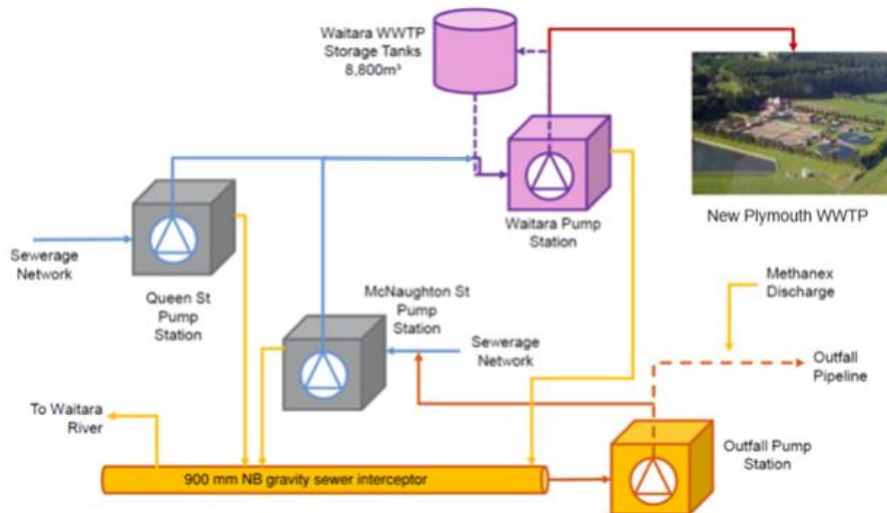 Waitara WWTP
Storage Tanks
8,800m³
New Plymouth WWTP
Waitara Pump
Station
Sewerage
Network
Queen St
Pump
Station
McNaughton St
Pump
Station
Sewerage
Network
Methanex
Discharge
Outfall
Pipeline
To Waitara
River
900 mm NB gravity sewer interceptor
Outfall Pump
Station